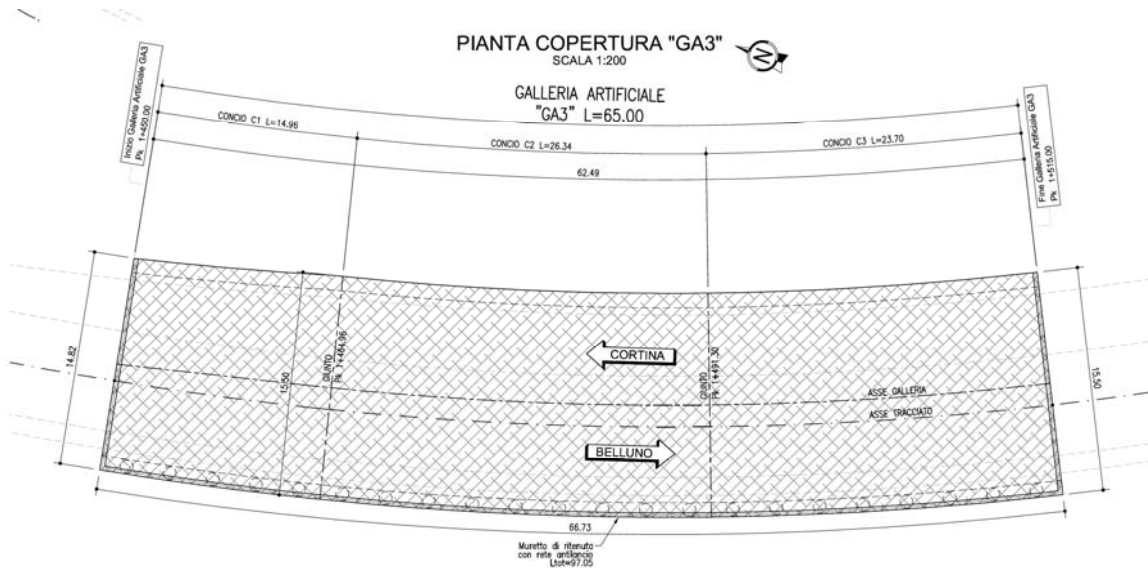 PIANTA COPERTURA "GA3"
SCALA 1:200
N
GALLERIA ARTIFICIALE
"GA3" L=65.00
Inizio Galleria Artificiale GA3
Pk 1+450.00
CONCIO C1 L=14.96
CONCIO C2 L=26.34
CONCIO C3 L=23.70
62.49
Fine Galleria Artificiale GA3
Pk 1+515.00
14.82
15.50
GIUNTO
Pk 1+464.96
CORTINA
GIUNTO
Pk 1+491.30
ASSE GALLERIA
ASSE TRACCIATO
15.50
BELLUNO
66.73
Muretto di ritenuta
con rete antilancio
Ltot=97.05